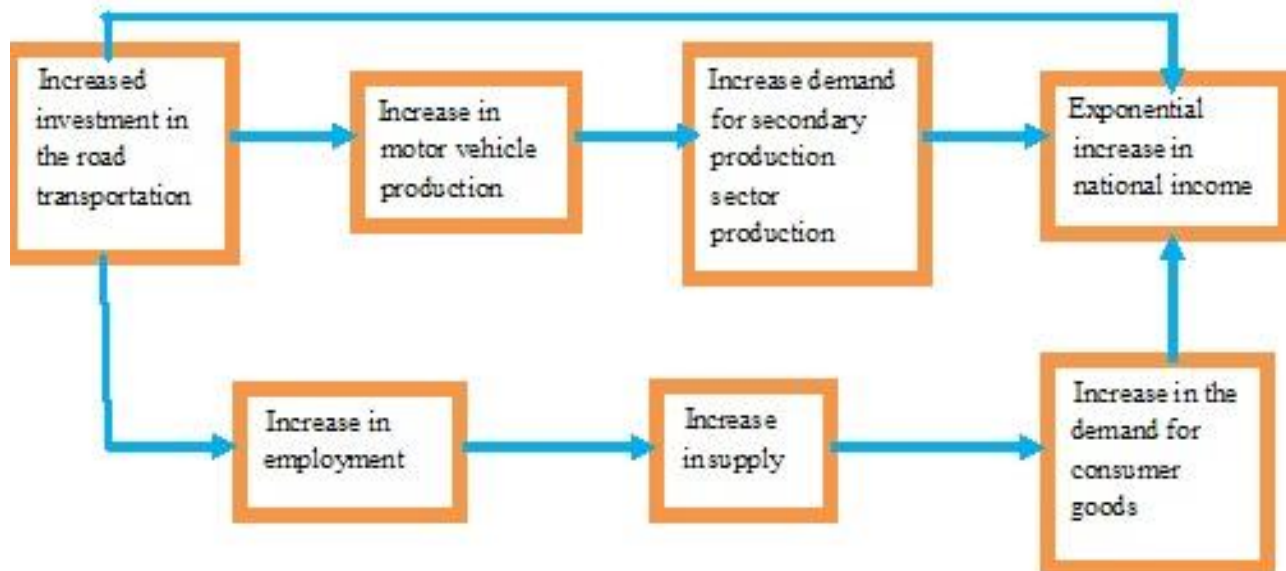 Increased
investment in
the road
transportation
Increase in
motor vehicle
production
Increase demand
for secondary
production
sector
production
Exponential
increase in
national income
Increase in
employment
Increase
in supply
Increase in the
demand for
consumer
goods